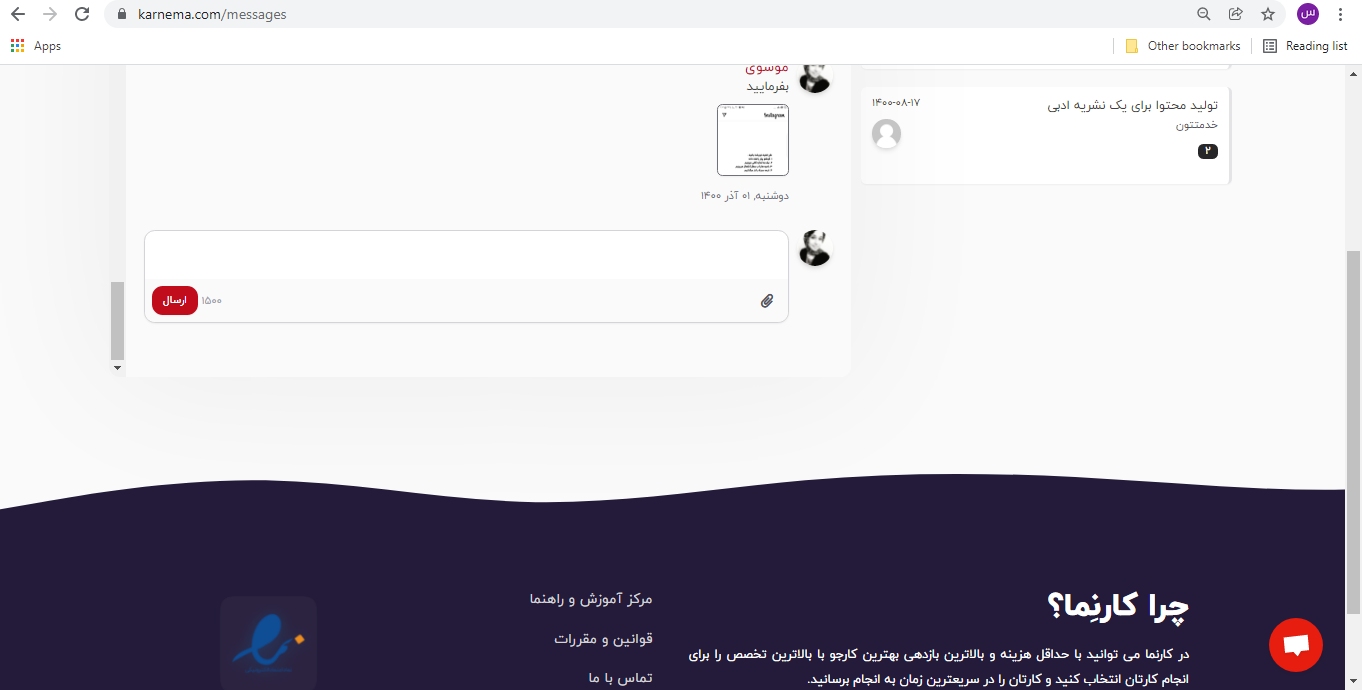 karnema.com/messages
س
Apps
Other bookmarks
Reading list
موسوی
بفرمایید
Instagram
دوشنبه, ۰۱ آذر ۱۴۰۰
تولید محتوا برای یک نشریه ادبی
۱۴۰۰-۰۸-۱۷
خدمتتون
۲
ارسال
۱۵۰۰
چرا کارنِما؟
در کارنما می توانید با حداقل هزینه و بالاترین بازدهی بهترین کارجو با بالاترین تخصص را برای
انجام کارتان انتخاب کنید و کارتان را در سریعترین زمان به انجام برسانید.
مرکز آموزش و راهنما
قوانین و مقررات
تماس با ما